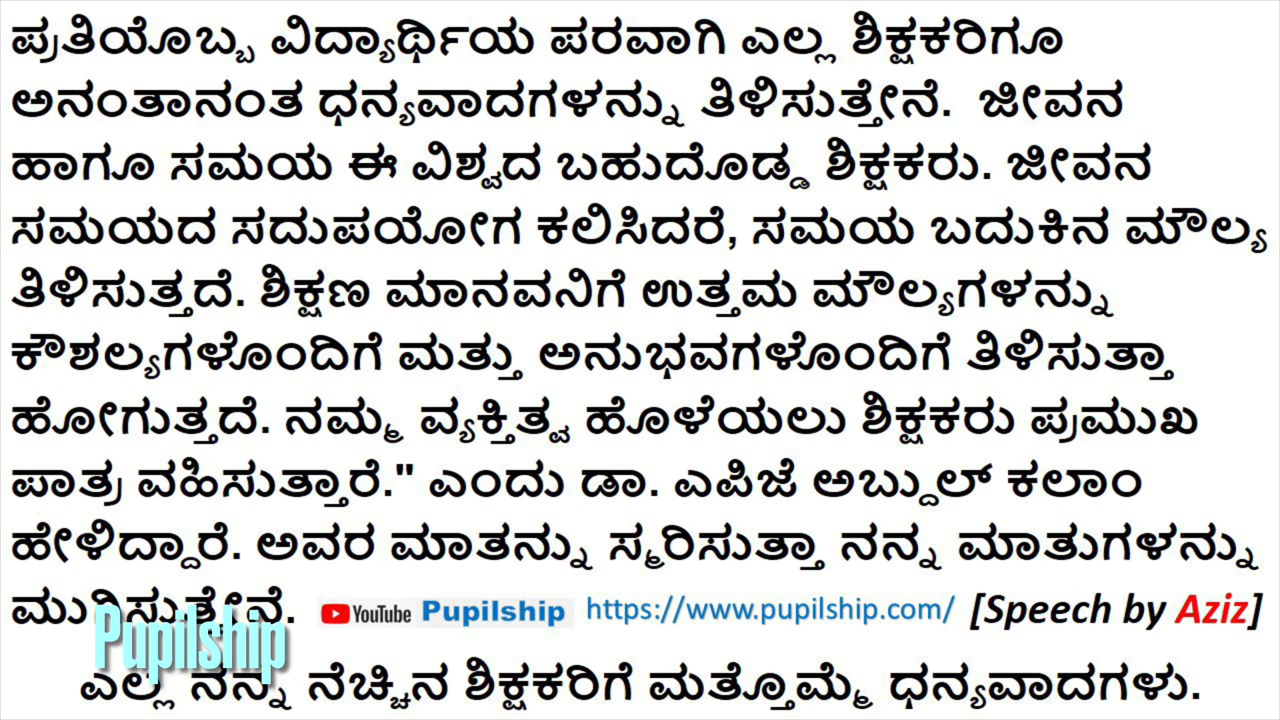 ಪ್ರತಿಯೊಬ್ಬ ವಿದ್ಯಾರ್ಥಿಯ ಪರವಾಗಿ ಎಲ್ಲ ಶಿಕ್ಷಕರಿಗೂ
ಅನಂತಾನಂತ ಧನ್ಯವಾದಗಳನ್ನು ತಿಳಿಸುತ್ತೇನೆ. ಜೀವನ
ಹಾಗೂ ಸಮಯ ಈ ವಿಶ್ವದ ಬಹುದೊಡ್ಡ ಶಿಕ್ಷಕರು. ಜೀವನ
ಸಮಯದ ಸದುಪಯೋಗ ಕಲಿಸಿದರೆ, ಸಮಯ ಬದುಕಿನ ಮೌಲ್ಯ
ತಿಳಿಸುತ್ತದೆ. ಶಿಕ್ಷಣ ಮಾನವನಿಗೆ ಉತ್ತಮ ಮೌಲ್ಯಗಳನ್ನು
ಕೌಶಲ್ಯಗಳೊಂದಿಗೆ ಮತ್ತು ಅನುಭವಗಳೊಂದಿಗೆ ತಿಳಿಸುತ್ತಾ
ಹೋಗುತ್ತದೆ. ನಮ್ಮ ವ್ಯಕ್ತಿತ್ವ ಹೊಳೆಯಲು ಶಿಕ್ಷಕರು ಪ್ರಮುಖ
ಪಾತ್ರ ವಹಿಸುತ್ತಾರೆ." ಎಂದು ಡಾ. ಎಪಿಜೆ ಅಬ್ದುಲ್ ಕಲಾಂ
ಹೇಳಿದ್ದಾರೆ. ಅವರ ಮಾತನ್ನು ಸ್ಮರಿಸುತ್ತಾ ನನ್ನ ಮಾತುಗಳನ್ನು
ಮುಗಿಸುತ್ತೇನೆ. YouTube Pupilship https://www.pupilship.com/ [Speech by Aziz]
Pupilship
ಎಲ್ಲ ನನ್ನ ನೆಚ್ಚಿನ ಶಿಕ್ಷಕರಿಗೆ ಮತ್ತೊಮ್ಮೆ ಧನ್ಯವಾದಗಳು.